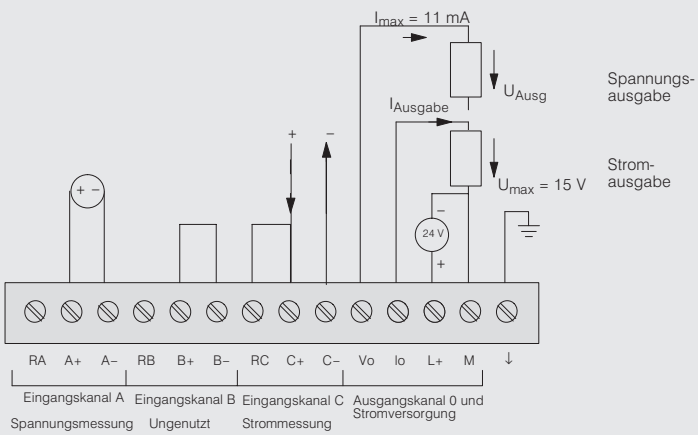 Imax = 11 mA
UAusg
Spannungs-
ausgabe
IAusgabe
Umax = 15 V
Strom-
ausgabe
+ −
+ −
−
24 V
+
RA A+ A− RB B+ B− RC C+ C− Vo Io L+ M ↓
Eingangskanal A Eingangskanal B Eingangskanal C Ausgangskanal 0 und
Stromversorgung
Spannungsmessung Ungenutzt Strommessung